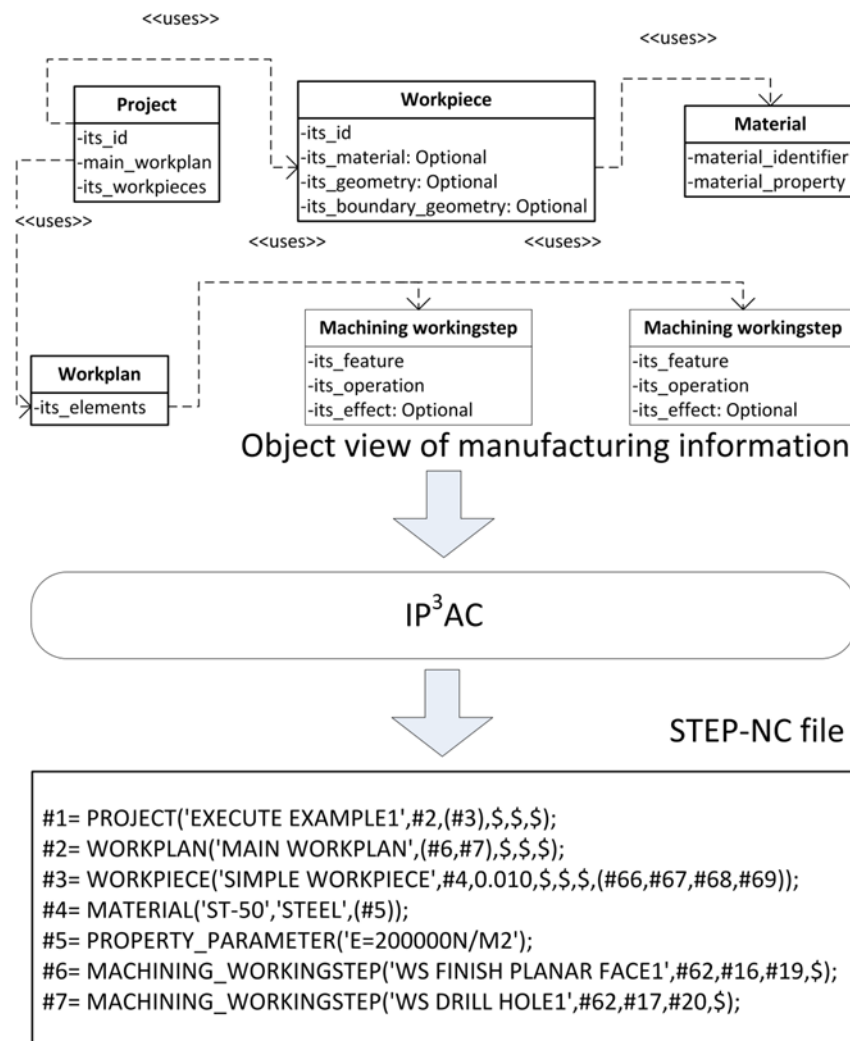 <<uses>>
<<uses>>
Project
-its_id
-main_workplan
-its_workpieces
Workpiece
-its_id
-its_material: Optional
-its_geometry: Optional
-its_boundary_geometry: Optional
Material
-material_identifier
-material_property
<<uses>>
<<uses>>
<<uses>>
Workplan
-its_elements
Machining workingstep
-its_feature
-its_operation
-its_effect: Optional
Machining workingstep
-its_feature
-its_operation
-its_effect: Optional
Object view of manufacturing information
IP³AC
STEP-NC file
#1= PROJECT('EXECUTE EXAMPLE1',#2,(#3),$,$,$);
#2= WORKPLAN('MAIN WORKPLAN',(#6,#7),$,$,$);
#3= WORKPIECE('SIMPLE WORKPIECE',#4,0.010,$,$,$,(#66,#67,#68,#69));
#4= MATERIAL('ST-50','STEEL',(#5));
#5= PROPERTY_PARAMETER('E=200000N/M2');
#6= MACHINING_WORKINGSTEP('WS FINISH PLANAR FACE1',#62,#16,#19,$);
#7= MACHINING_WORKINGSTEP('WS DRILL HOLE1',#62,#17,#20,$);